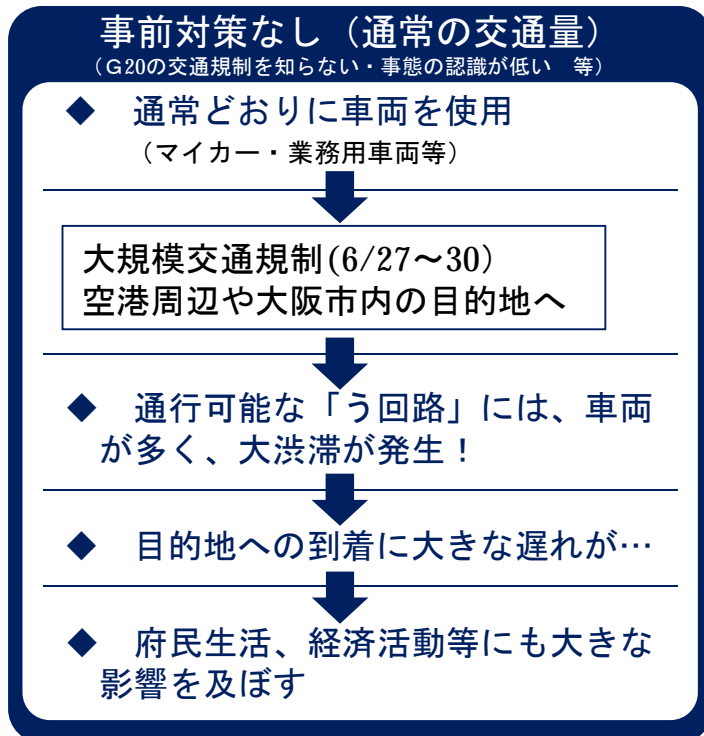 事前対策なし（通常の交通量）
（Ｇ20の交通規制を知らない・事態の認識が低い　等）
◆　通常どおりに車両を使用
（マイカー・業務用車両等）
大規模交通規制(6/27～30)
空港周辺や大阪市内の目的地へ
◆　通行可能な「う回路」には、車両
が多く、大渋滞が発生！
◆　目的地への到着に大きな遅れが…
◆　府民生活、経済活動等にも大きな
影響を及ぼす